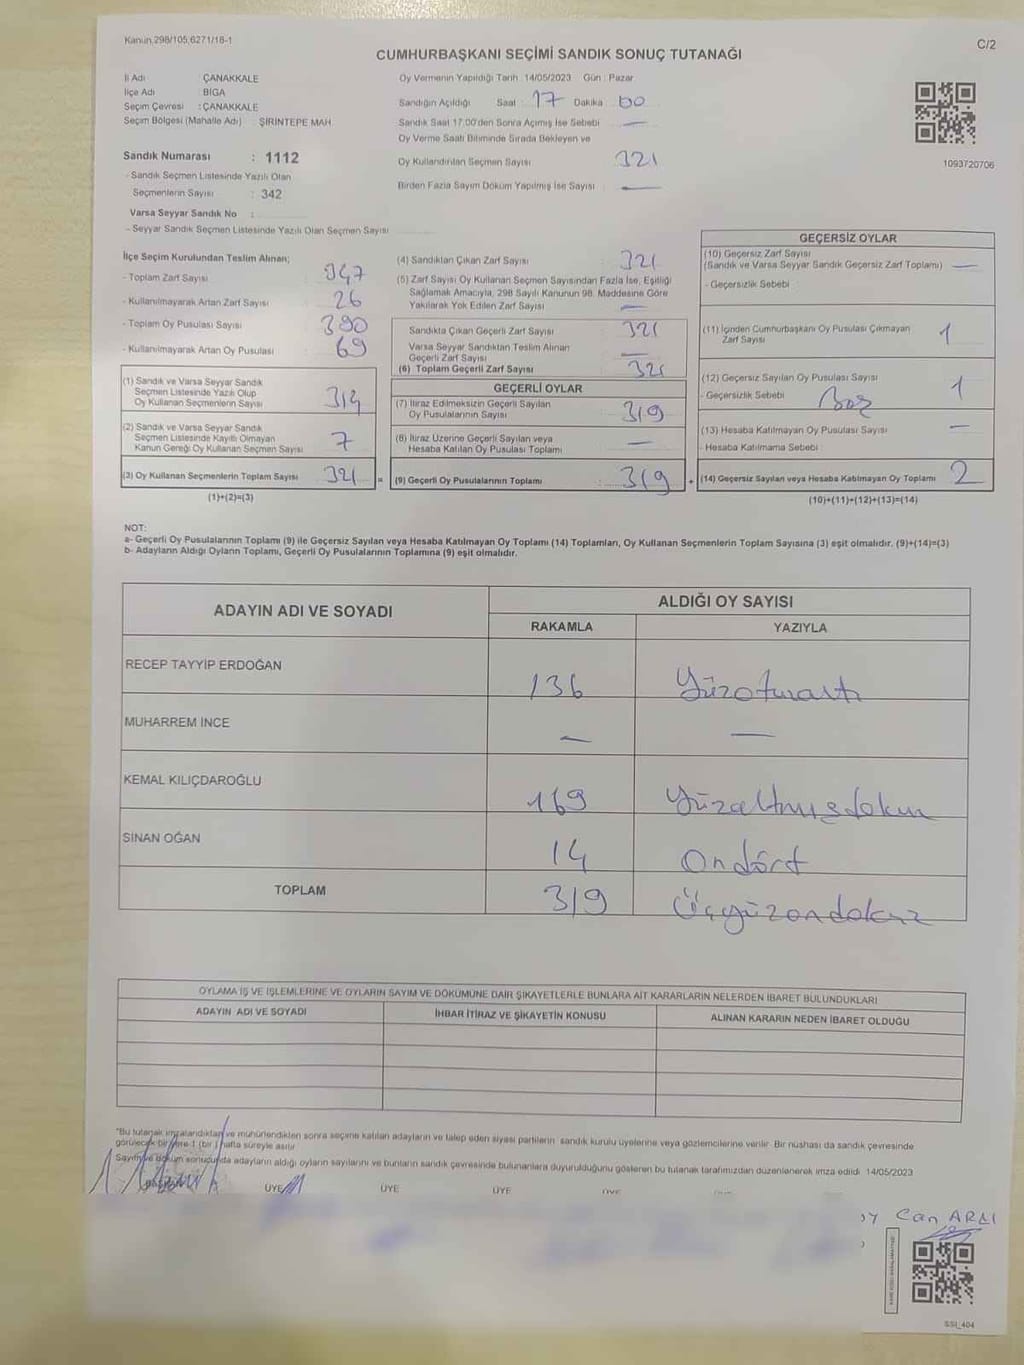 Kanun.298/105,6271/18-1
C/2
CUMHURBAŞKANI SEÇİMİ SANDIK SONUÇ TUTANAĞI
İl Adı : ÇANAKKALE
İlçe Adı : BİGA
Seçim Çevresi : ÇANAKKALE
Seçim Bölgesi (Mahalle Adı) : ŞİRİNTEPE MAH.
Sandık Numarası : 1112
- Sandık Seçmen Listesinde Yazılı Olan
Seçmenlerin Sayısı : 342
Varsa Seyyar Sandık No :
- Seyyar Sandık Seçmen Listesinde Yazılı Olan Seçmen Sayısı
Oy Vermenin Yapıldığı Tarih : 14/05/2023 Gün : Pazar
Sandığın Açıldığı Saat 17 Dakika 00
Sandık Saat 17.00'den Sonra Açılmış İse Sebebi —
Oy Verme Saati Bitiminde Sırada Bekleyen ve
Oy Kullandırılan Seçmen Sayısı 321
Birden Fazla Sayım Döküm Yapılmış İse Sayısı : —
1093720706
İlçe Seçim Kurulundan Teslim Alınan;
- Toplam Zarf Sayısı 347
- Kullanılmayarak Artan Zarf Sayısı 26
- Toplam Oy Pusulası Sayısı 390
- Kullanılmayarak Artan Oy Pusulası 69
(1) Sandık ve Varsa Seyyar Sandık
Seçmen Listesinde Yazılı Olup
Oy Kullanan Seçmenlerin Sayısı 314
(2) Sandık ve Varsa Seyyar Sandık
Seçmen Listesinde Kayıtlı Olmayan
Kanun Gereği Oy Kullanan Seçmen Sayısı 7
(3) Oy Kullanan Seçmenlerin Toplam Sayısı 321 =
(1)+(2)=(3)
(4) Sandıktan Çıkan Zarf Sayısı 321
(5) Zarf Sayısı Oy Kullanan Seçmen Sayısından Fazla İse, Eşitliği
Sağlamak Amacıyla, 298 Sayılı Kanunun 98. Maddesine Göre
Yakılarak Yok Edilen Zarf Sayısı —
Sandıkta Çıkan Geçerli Zarf Sayısı 321
Varsa Seyyar Sandıktan Teslim Alınan
Geçerli Zarf Sayısı —
(6) Toplam Geçerli Zarf Sayısı 321
GEÇERLİ OYLAR
(7) İtiraz Edilmeksizin Geçerli Sayılan
Oy Pusulalarının Sayısı 319
(8) İtiraz Üzerine Geçerli Sayılan veya
Hesaba Katılan Oy Pusulası Toplamı —
(9) Geçerli Oy Pusulalarının Toplamı 319 +
GEÇERSİZ OYLAR
(10) Geçersiz Zarf Sayısı
(Sandık ve Varsa Seyyar Sandık Geçersiz Zarf Toplamı) —
- Geçersizlik Sebebi
(11) İçinden Cumhurbaşkanı Oy Pusulası Çıkmayan
Zarf Sayısı 1
(12) Geçersiz Sayılan Oy Pusulası Sayısı 1
- Geçersizlik Sebebi Boş
(13) Hesaba Katılmayan Oy Pusulası Sayısı —
- Hesaba Katılmama Sebebi
(14) Geçersiz Sayılan veya Hesaba Katılmayan Oy Toplamı 2
(10)+(11)+(12)+(13)=(14)
NOT:
a- Geçerli Oy Pusulalarının Toplamı (9) ile Geçersiz Sayılan veya Hesaba Katılmayan Oy Toplamı (14) Toplamları, Oy Kullanan Seçmenlerin Toplam Sayısına (3) eşit olmalıdır. (9)+(14)=(3)
b- Adayların Aldığı Oyların Toplamı, Geçerli Oy Pusulalarının Toplamına (9) eşit olmalıdır.
ADAYIN ADI VE SOYADI ALDIĞI OY SAYISI
RAKAMLA YAZIYLA
RECEP TAYYİP ERDOĞAN 136 Yüzotuzaltı
MUHARREM İNCE — —
KEMAL KILIÇDAROĞLU 169 Yüzaltmışdokuz
SİNAN OĞAN 14 Ondört
TOPLAM 319 Üçyüzondokuz
OYLAMA İŞ VE İŞLEMLERİNE VE OYLARIN SAYIM VE DÖKÜMÜNE DAİR ŞİKAYETLERLE BUNLARA AİT KARARLARIN NELERDEN İBARET BULUNDUKLARI
ADAYIN ADI VE SOYADI İHBAR İTİRAZ VE ŞİKAYETİN KONUSU ALINAN KARARIN NEDEN İBARET OLDUĞU
"Bu tutanak imzalandıktan ve mühürlendikten sonra seçime katılan adayların ve talep eden siyasi partilerin sandık kurulu üyelerine veya gözlemcilerine verilir. Bir nüshası da sandık çevresinde
görülecek bir yere 1 (bir) hafta süreyle asılır
Sayım ve döküm sonucunda adayların aldığı oyların sayılarını ve bunların sandık çevresinde bulunanlara duyurulduğunu gösteren bu tutanak tarafımızdan düzenlenerek imza edildi 14/05/2023
ÜYE ÜYE ÜYE
Can ARAL
SSI_404